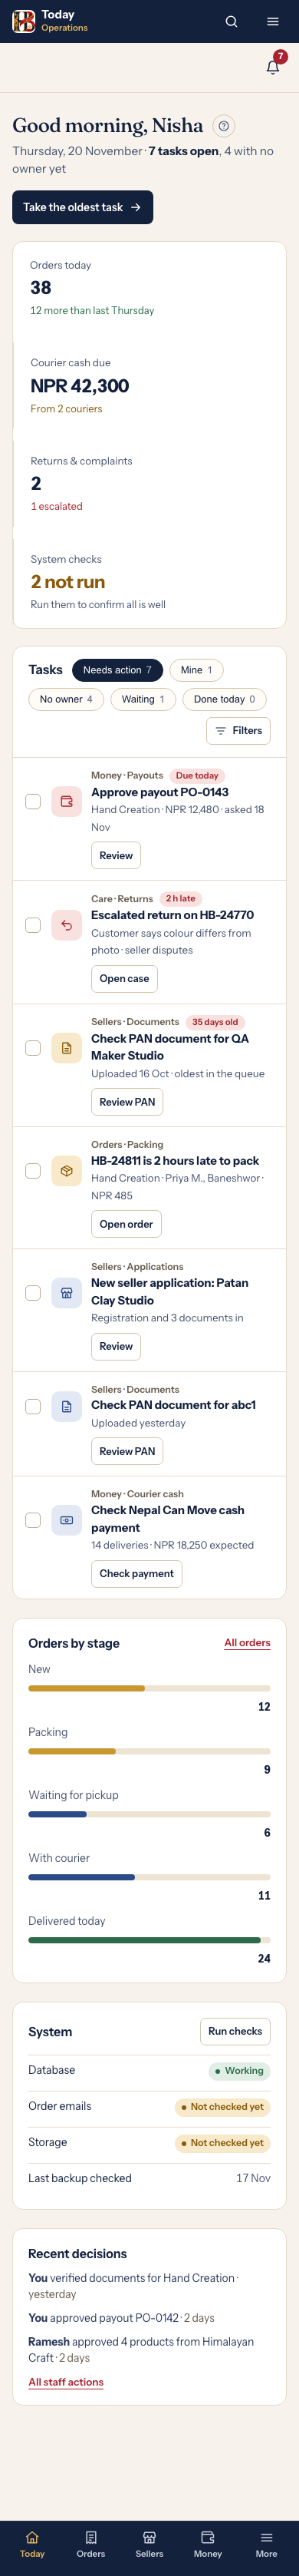 Today
Operations
7
Good morning, Nisha
Thursday, 20 November · 7 tasks open, 4 with no
owner yet
Take the oldest task →
Orders today
38
12 more than last Thursday
Courier cash due
NPR 42,300
From 2 couriers
Returns & complaints
2
1 escalated
System checks
2 not run
Run them to confirm all is well
Tasks
Needs action 7
Mine 1
No owner 4
Waiting 1
Done today 0
Filters
Money · Payouts Due today
Approve payout PO-0143
Hand Creation · NPR 12,480 · asked 18
Nov
Review
Care · Returns 2 h late
Escalated return on HB-24770
Customer says colour differs from
photo · seller disputes
Open case
Sellers · Documents 35 days old
Check PAN document for QA
Maker Studio
Uploaded 16 Oct · oldest in the queue
Review PAN
Orders · Packing
HB-24811 is 2 hours late to pack
Hand Creation · Priya M., Baneshwor ·
NPR 485
Open order
Sellers · Applications
New seller application: Patan
Clay Studio
Registration and 3 documents in
Review
Sellers · Documents
Check PAN document for abc1
Uploaded yesterday
Review PAN
Money · Courier cash
Check Nepal Can Move cash
payment
14 deliveries · NPR 18,250 expected
Check payment
Orders by stage
All orders
New
12
Packing
9
Waiting for pickup
6
With courier
11
Delivered today
24
System
Run checks
Database Working
Order emails Not checked yet
Storage Not checked yet
Last backup checked 17 Nov
Recent decisions
You verified documents for Hand Creation ·
yesterday
You approved payout PO-0142 · 2 days
Ramesh approved 4 products from Himalayan
Craft · 2 days
All staff actions
Today
Orders
Sellers
Money
More